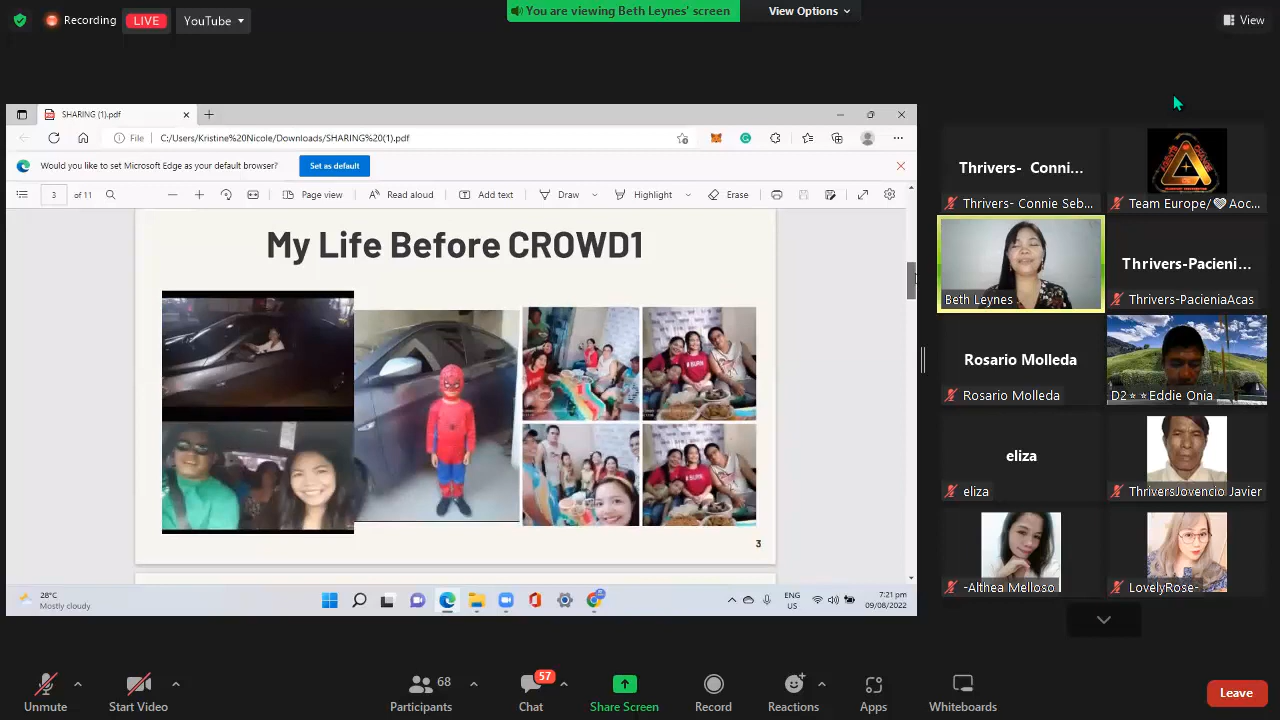 Recording
LIVE
YouTube
You are viewing Beth Leynes' screen
View Options
View
SHARING (1).pdf
File
C:/Users/Kristine%20Nicole/Downloads/SHARING%20(1).pdf
Would you like to set Microsoft Edge as your default browser?
Set as default
3
of 11
Page view
Read aloud
Draw
Highlight
Erase
My Life Before CROWD1
3
28°C
Mostly cloudy
ENG
US
7:21 pm
09/08/2022
Thrivers- Conni...
Thrivers- Connie Seb...
Team Europe/🤍Aoc...
Beth Leynes
Thrivers-Pacieni...
Thrivers-PacieniaAcas
Rosario Molleda
Rosario Molleda
D2⭐⭐Eddie Onia
eliza
eliza
ThriversJovencio Javier
-Althea Melloso
LovelyRose-
Unmute
Start Video
Participants
68
Chat
57
Share Screen
Record
Reactions
Apps
Whiteboards
Leave